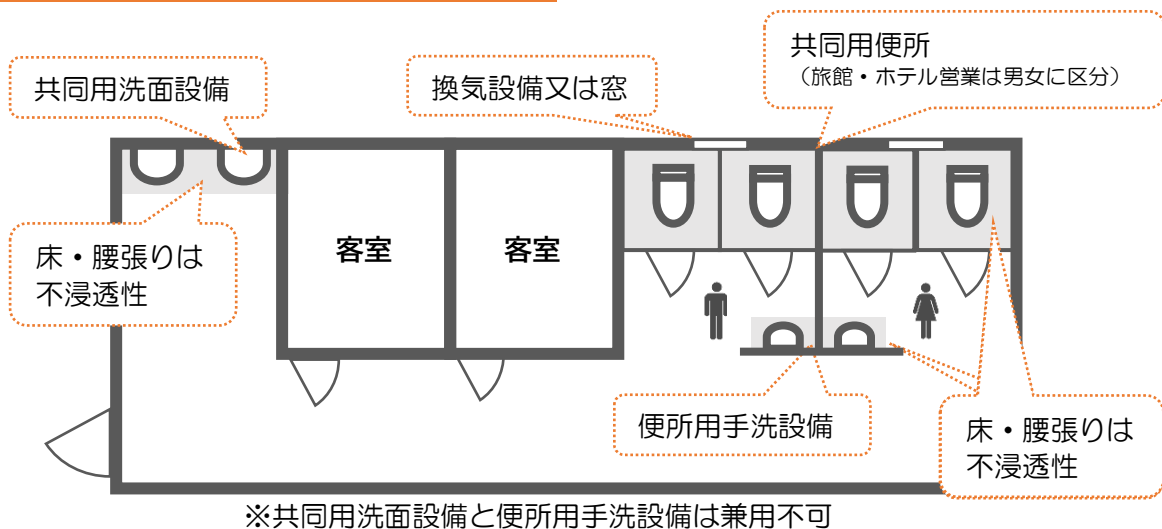 共同用洗面設備
換気設備又は窓
共同用便所
（旅館・ホテル営業は男女に区分）
床・腰張りは
不浸透性
客室
客室
便所用手洗設備
床・腰張りは
不浸透性
※共同用洗面設備と便所用手洗設備は兼用不可